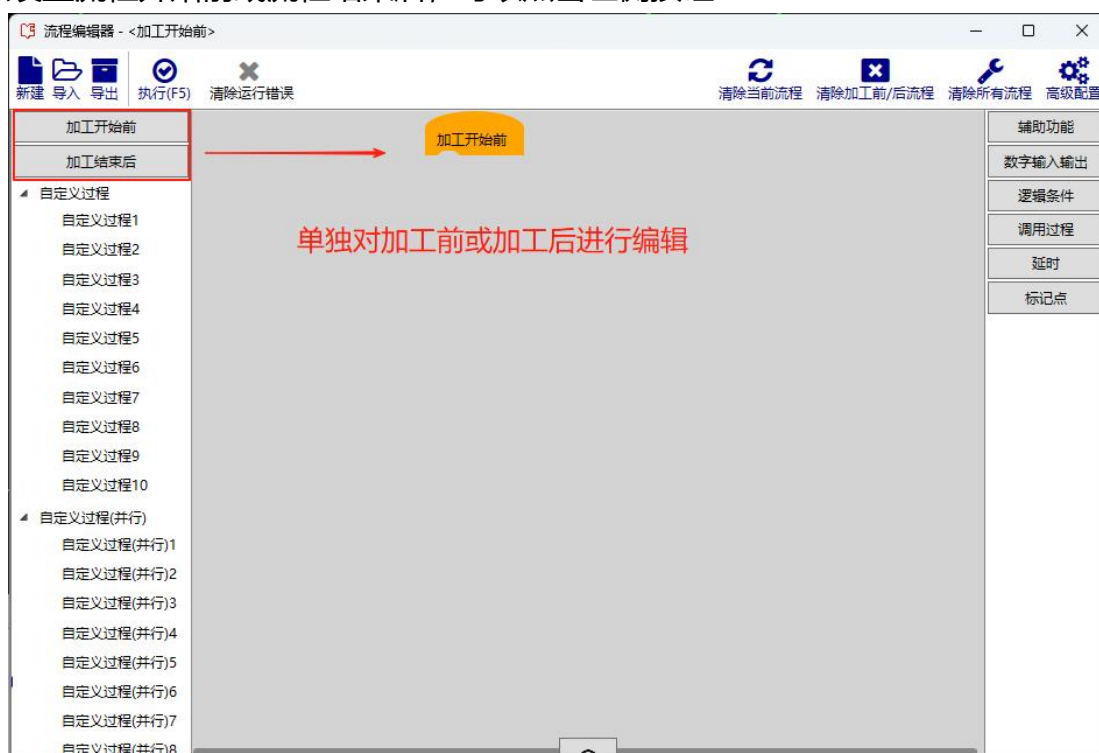 流程编辑器 - <加工开始前>
新建 导入 导出 执行(F5) 清除运行错误 清除当前流程 清除加工前/后流程 清除所有流程 高级配置
加工开始前
加工结束后
加工开始前
单独对加工前或加工后进行编辑
自定义过程
自定义过程1
自定义过程2
自定义过程3
自定义过程4
自定义过程5
自定义过程6
自定义过程7
自定义过程8
自定义过程9
自定义过程10
自定义过程(并行)
自定义过程(并行)1
自定义过程(并行)2
自定义过程(并行)3
自定义过程(并行)4
自定义过程(并行)5
自定义过程(并行)6
自定义过程(并行)7
自定义过程(并行)8
辅助功能
数字输入输出
逻辑条件
调用过程
延时
标记点